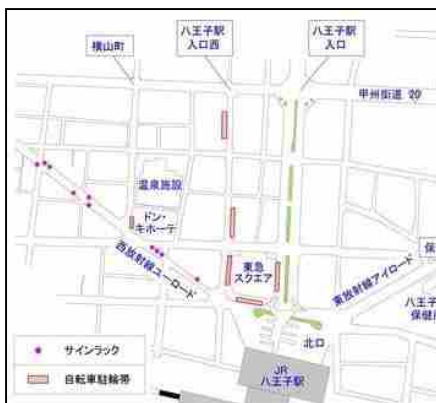 横山町
八王子駅
入口西
八王子駅
入口
甲州街道 20
温泉施設
ドン・
キホーテ
東急
スクエア
西放射線ユーロード
東放射線アイロード
保
八王子
保健所
北口
JR
八王子駅
サインラック
自転車駐輪帯